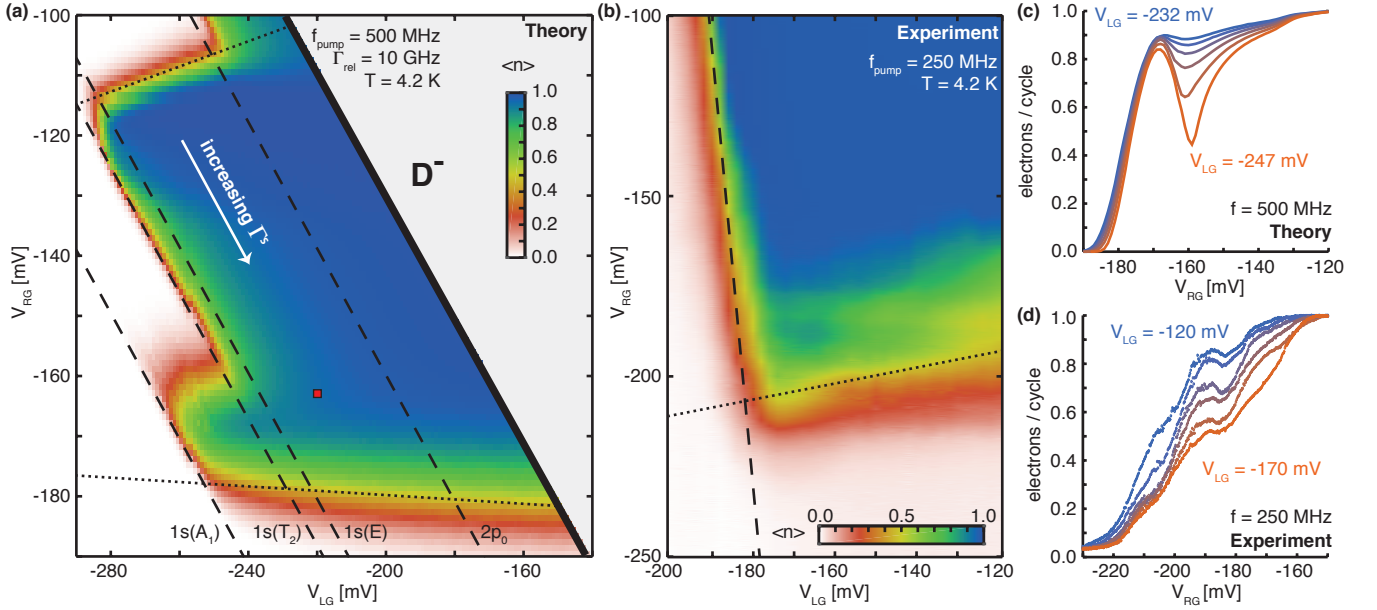 (a)
-100
-120
-140
-160
-180
V_RG [mV]
-280
-240
-200
-160
V_LG [mV]
Theory
f_pump = 500 MHz
Γ_rel = 10 GHz
T = 4.2 K
<n>
1.0
0.8
0.6
0.4
0.2
0.0
D⁻
increasing Γ's
1s(A₁)
1s(T₂)
1s(E)
2p₀
(b)
-100
-150
-200
-250
V_RG [mV]
-200
-180
-160
-140
-120
V_LG [mV]
Experiment
f_pump = 250 MHz
T = 4.2 K
<n>
0.0
0.5
1.0
(c)
V_LG = -232 mV
V_LG = -247 mV
f = 500 MHz
Theory
1.0
0.8
0.6
0.4
0.2
0.0
electrons / cycle
-180
-160
-140
-120
V_RG [mV]
(d)
V_LG = -120 mV
V_LG = -170 mV
f = 250 MHz
Experiment
1.0
0.8
0.6
0.4
0.2
0.0
electrons / cycle
-220
-200
-180
-160
V_RG [mV]